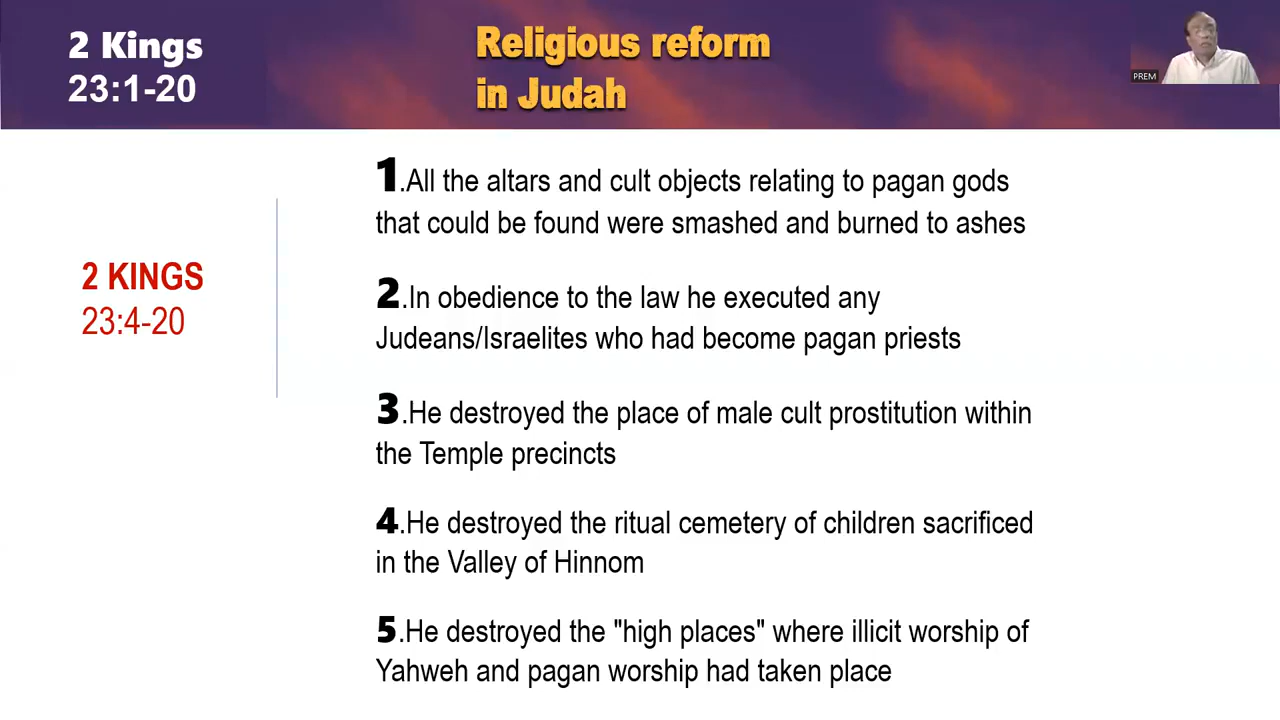 2 Kings
23:1-20
Religious reform
in Judah
PREM
2 KINGS
23:4-20
1.All the altars and cult objects relating to pagan gods
that could be found were smashed and burned to ashes
2.In obedience to the law he executed any
Judeans/Israelites who had become pagan priests
3.He destroyed the place of male cult prostitution within
the Temple precincts
4.He destroyed the ritual cemetery of children sacrificed
in the Valley of Hinnom
5.He destroyed the "high places" where illicit worship of
Yahweh and pagan worship had taken place